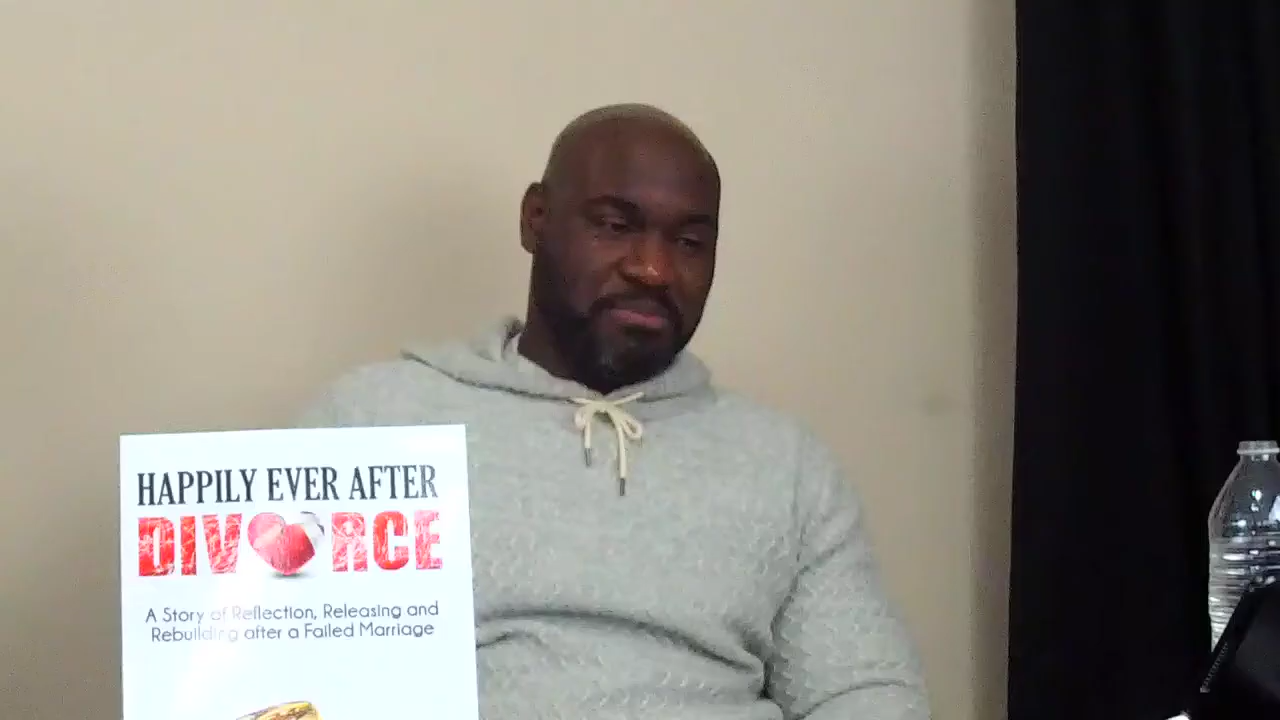 HAPPILY EVER AFTER
DIVORCE
A Story of Reflection, Releasing and
Rebuilding after a Failed Marriage